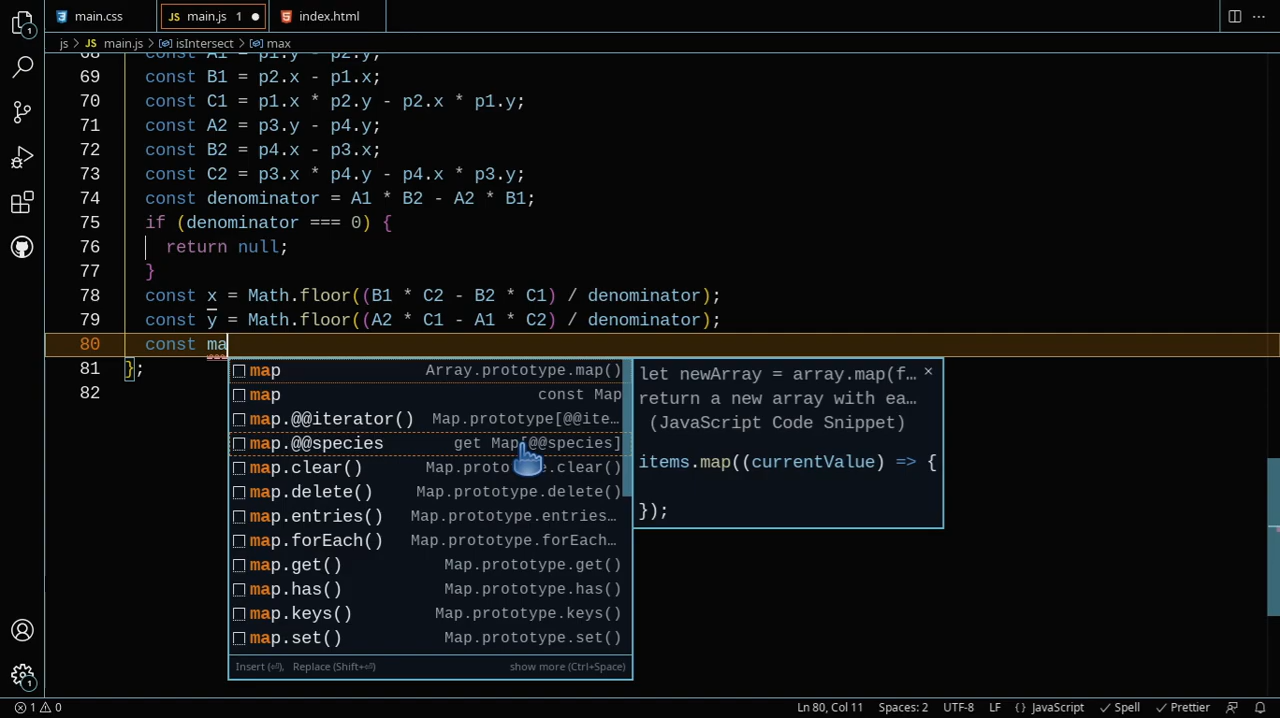 main.css
JS main.js 1
index.html
js > JS main.js > isIntersect > max
68 const A1 = p1.y - p2.y;
69 const B1 = p2.x - p1.x;
70 const C1 = p1.x * p2.y - p2.x * p1.y;
71 const A2 = p3.y - p4.y;
72 const B2 = p4.x - p3.x;
73 const C2 = p3.x * p4.y - p4.x * p3.y;
74 const denominator = A1 * B2 - A2 * B1;
75 if (denominator === 0) {
76 return null;
77 }
78 const x = Math.floor((B1 * C2 - B2 * C1) / denominator);
79 const y = Math.floor((A2 * C1 - A1 * C2) / denominator);
80 const ma
81 };
82
map Array.prototype.map()
map const Map
map.@@iterator() Map.prototype[@@ite…
map.@@species get Map[@@species]
map.clear() Map.proto .clear()
map.delete() Map.prototype.delete()
map.entries() Map.prototype.entries…
map.forEach() Map.prototype.forEach…
map.get() Map.prototype.get()
map.has() Map.prototype.has()
map.keys() Map.prototype.keys()
map.set() Map.prototype.set()
Insert (⏎), Replace (Shift+⏎) show more (Ctrl+Space)
let newArray = array.map(f…
return a new array with ea…
(JavaScript Code Snippet)
items.map((currentValue) => {
});
1
1
1 0
Ln 80, Col 11 Spaces: 2 UTF-8 LF {} JavaScript Spell Prettier